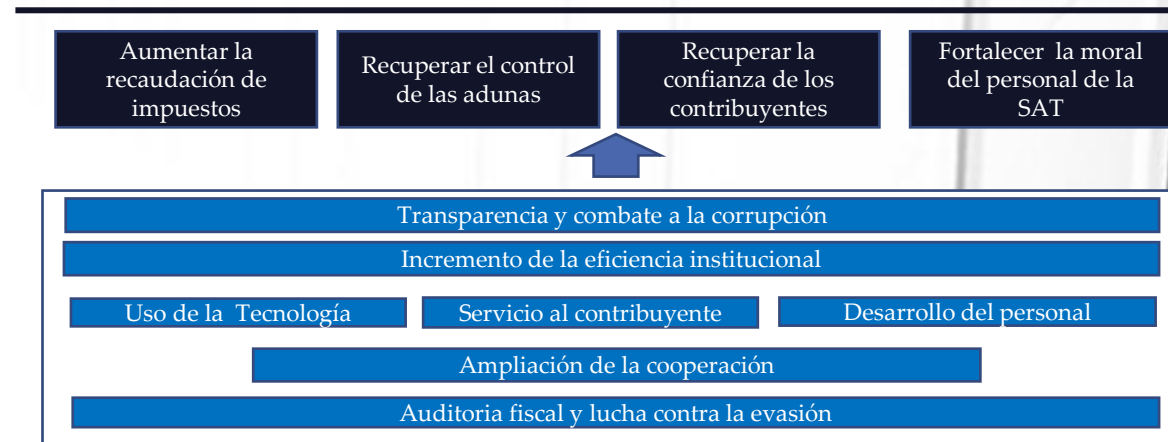 Aumentar la
recaudación de
impuestos
Recuperar el control
de las adunas
Recuperar la
confianza de los
contribuyentes
Fortalecer la moral
del personal de la
SAT
Transparencia y combate a la corrupción
Incremento de la eficiencia institucional
Uso de la Tecnología
Servicio al contribuyente
Desarrollo del personal
Ampliación de la cooperación
Auditoria fiscal y lucha contra la evasión